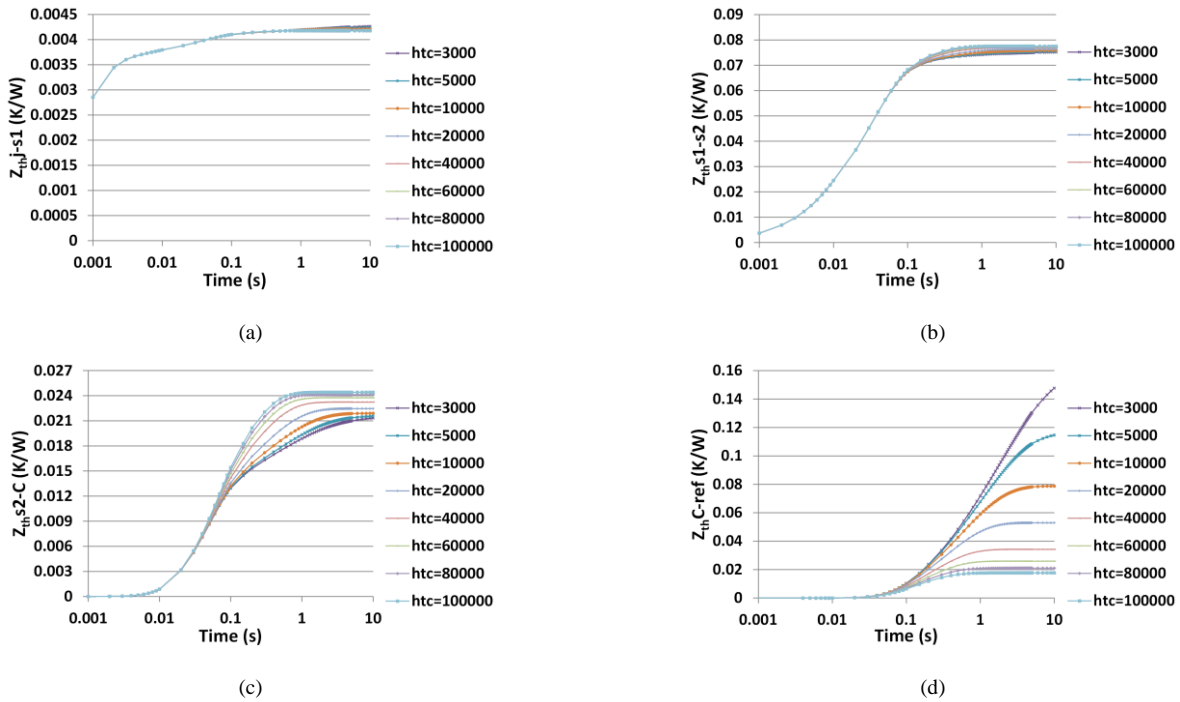 Z_thj-s1 (K/W)
0.0045
0.004
0.0035
0.003
0.0025
0.002
0.0015
0.001
0.0005
0
0.001 0.01 0.1 1 10
Time (s)
htc=3000
htc=5000
htc=10000
htc=20000
htc=40000
htc=60000
htc=80000
htc=100000
(a)
Z_ths1-s2 (K/W)
0.09
0.08
0.07
0.06
0.05
0.04
0.03
0.02
0.01
0
0.001 0.01 0.1 1 10
Time (s)
htc=3000
htc=5000
htc=10000
htc=20000
htc=40000
htc=60000
htc=80000
htc=100000
(b)
Z_ths2-C (K/W)
0.027
0.024
0.021
0.018
0.015
0.012
0.009
0.006
0.003
0
0.001 0.01 0.1 1 10
Time (s)
htc=3000
htc=5000
htc=10000
htc=20000
htc=40000
htc=60000
htc=80000
htc=100000
(c)
Z_thC-ref (K/W)
0.16
0.14
0.12
0.1
0.08
0.06
0.04
0.02
0
0.001 0.01 0.1 1 10
Time (s)
htc=3000
htc=5000
htc=10000
htc=20000
htc=40000
htc=60000
htc=80000
htc=100000
(d)